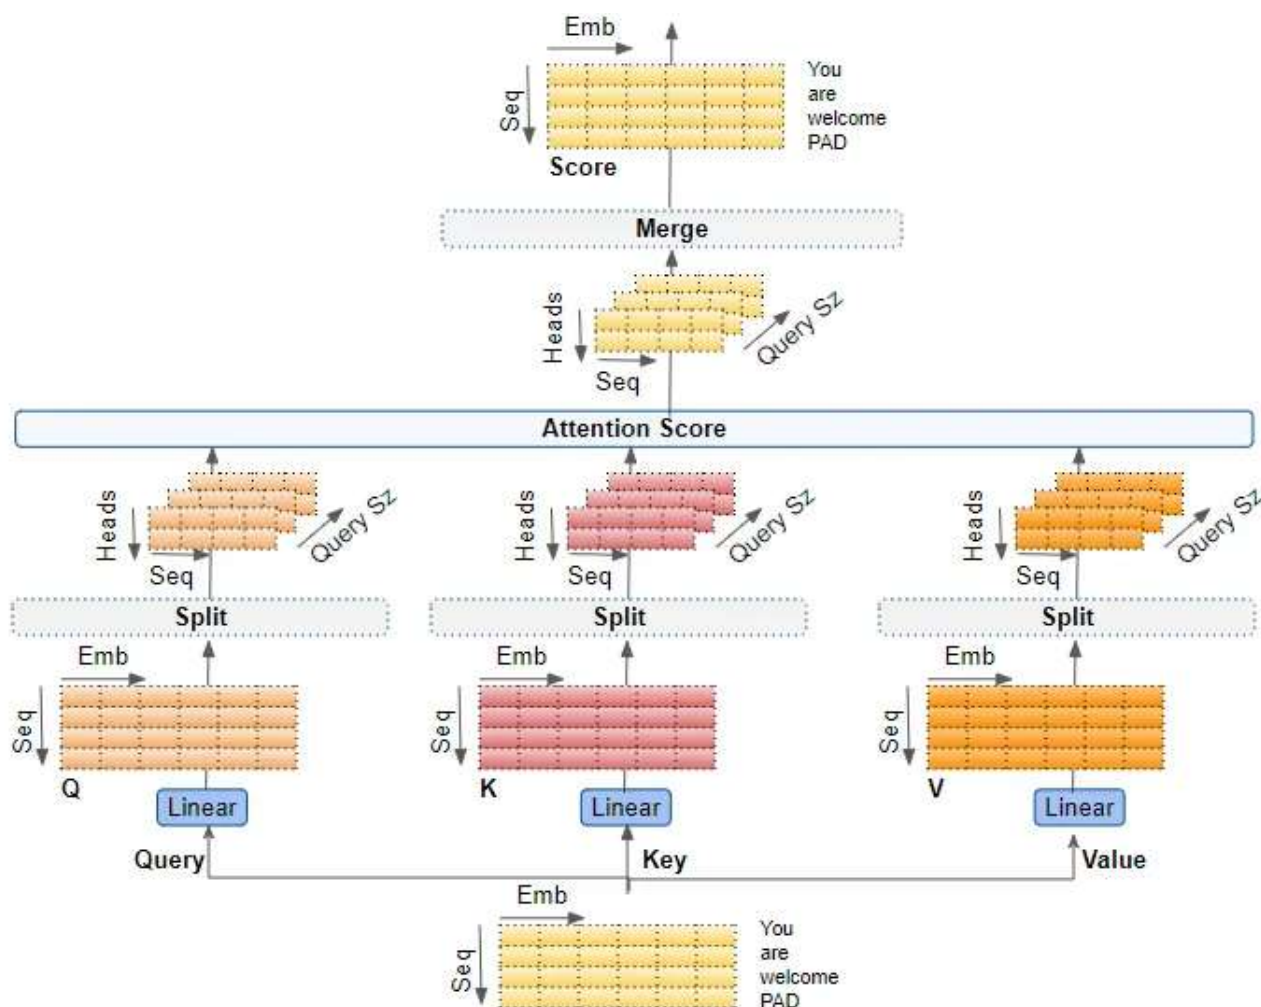 Emb
Seq
You
are
welcome
PAD
Score
Merge
Heads
Query Sz
Seq
Attention Score
Heads
Query Sz
Seq
Heads
Query Sz
Seq
Heads
Query Sz
Seq
Split
Split
Split
Emb
Emb
Emb
Seq
Seq
Seq
Q
K
V
Linear
Linear
Linear
Query
Key
Value
Emb
Seq
You
are
welcome
PAD